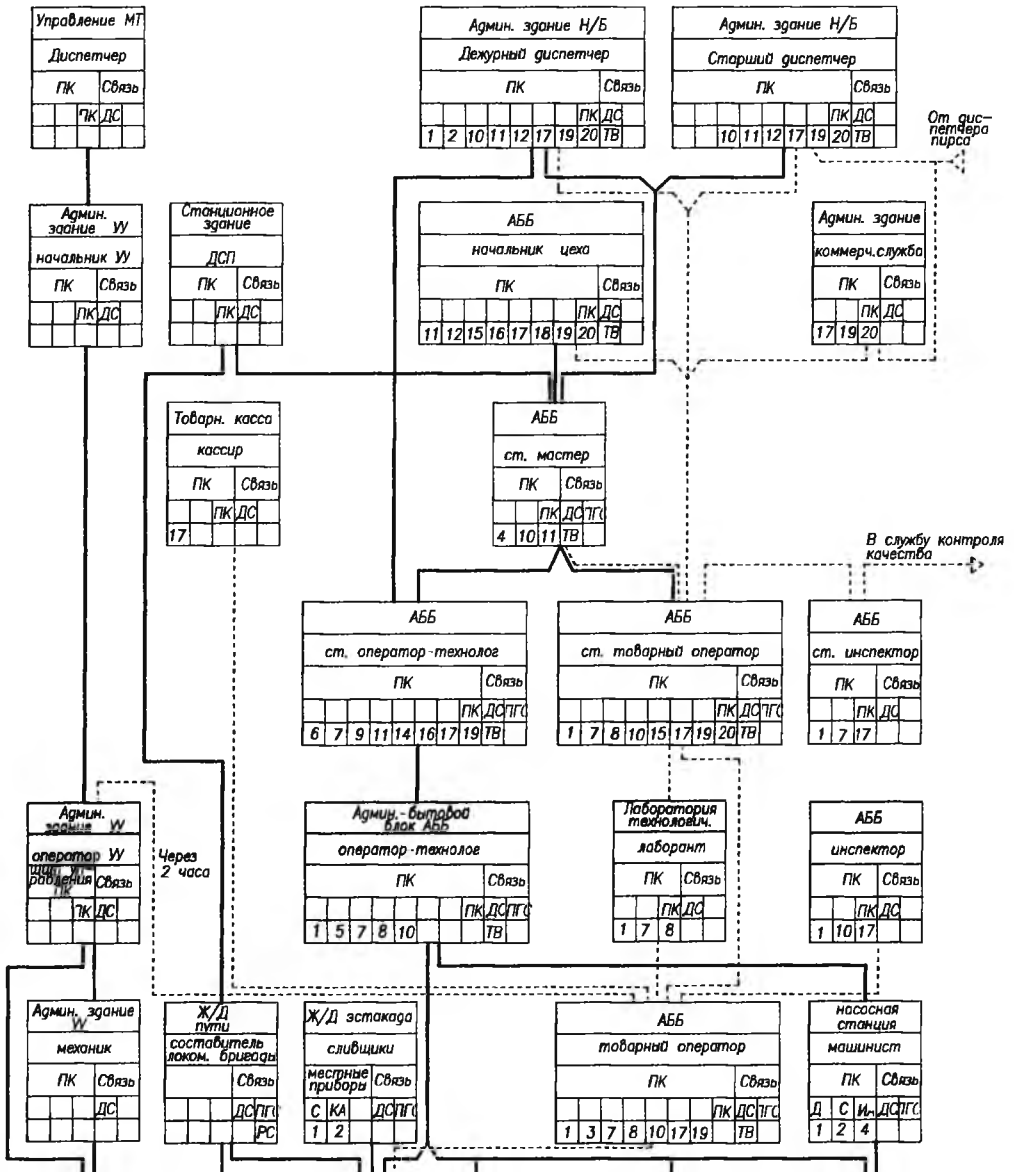 Управление МТ
Диспетчер
ПК Связь
ПК ДС
Админ. здание Н/Б
Дежурный диспетчер
ПК Связь
ПК ДС
1 2 10 11 12 17 19 20 ТВ
Админ. здание Н/Б
Старший диспетчер
ПК Связь
ПК ДС
10 11 12 17 19 20 ТВ
От дис-
петчера
пирса
Админ.
здание УУ
начальник УУ
ПК Связь
ПК ДС
Станционное
здание
ДСП
ПК Связь
ПК ДС
АББ
начальник цеха
ПК Связь
ПК ДС
11 12 15 16 17 18 19 20 ТВ
Админ. здание
коммерч.служба
ПК Связь
ПК ДС
17 19 20
Товарн. касса
кассир
ПК Связь
ПК ДС
17
АББ
ст. мастер
ПК Связь
ПК ДС ПГС
4 10 11 ТВ
В службу контроля
качества
АББ
ст. оператор-технолог
ПК Связь
ПК ДС ПГС
6 7 9 11 14 16 17 19 ТВ
АББ
ст. товарный оператор
ПК Связь
ПК ДС ПГС
1 7 8 10 15 17 19 20 ТВ
АББ
ст. инспектор
ПК Связь
ПК ДС
1 7 17
Админ.
здание УУ
оператор УУ
Связь
ПК
ПК ДС
Через
2 часа
Админ.-бытовой
блок АББ
оператор-технолог
ПК Связь
ПК ДС ПГС
1 5 7 8 10 ТВ
Лаборатория
технологич.
лаборант
ПК Связь
ПК ДС
1 7 8
АББ
инспектор
ПК Связь
ПК ДС
1 10 17
Админ. здание
механик
ПК Связь
ДС
Ж/Д
пути
составитель
локом. бригады
Связь
ДС ПГС
РС
Ж/Д эстакада
сливщики
местные
приборы Связь
С КА ДС ПГС
1 2
АББ
товарный оператор
ПК Связь
ПК ДС ПГС
1 3 7 8 10 17 19 ТВ
насосная
станция
машинист
ПК Связь
Д С Ин ДС ПГС
1 2 4